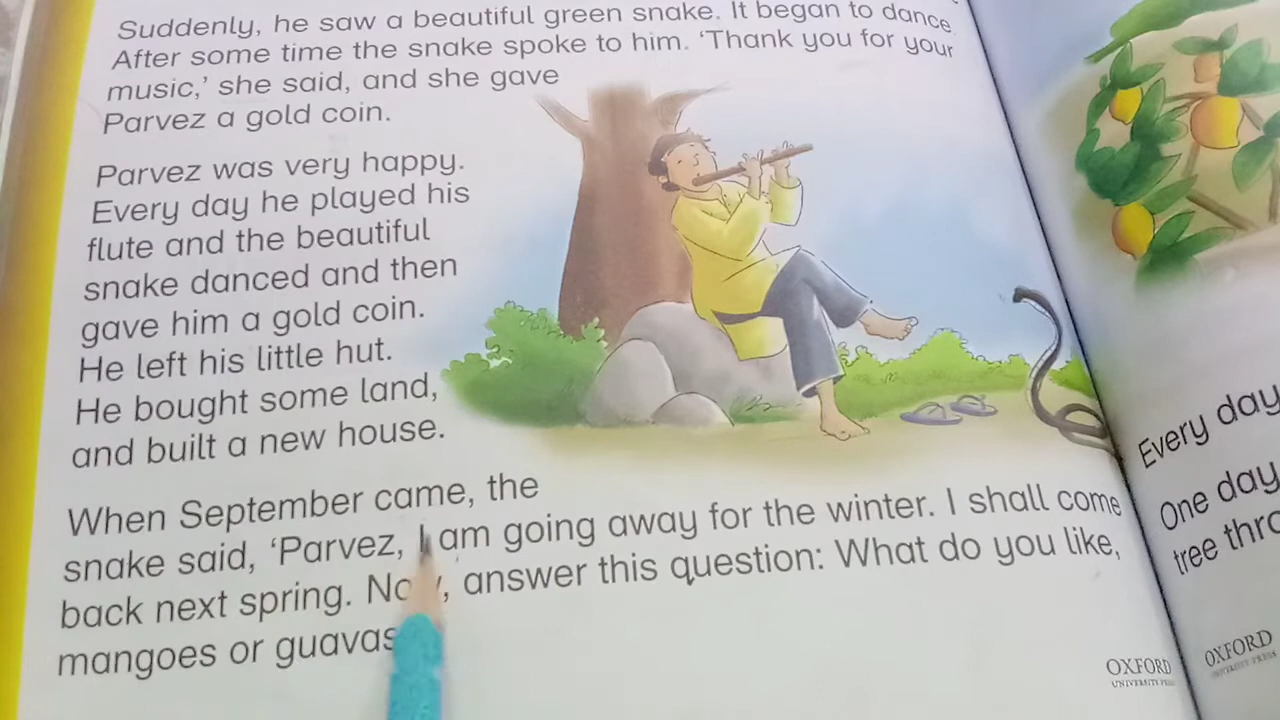 Suddenly, he saw a beautiful green snake. It began to dance
After some time the snake spoke to him. ‘Thank you for your
music,’ she said, and she gave
Parvez a gold coin.
Parvez was very happy.
Every day he played his
flute and the beautiful
snake danced and then
gave him a gold coin.
He left his little hut.
He bought some land,
and built a new house.
When September came, the
snake said, ‘Parvez, I am going away for the winter. I shall come
back next spring. , answer this question: What do you like,
mangoes or guavas
OXFORD
UNIVERSITY PRESS
Every day
One day
tree
OXFORD
UNIVERSITY PRESS